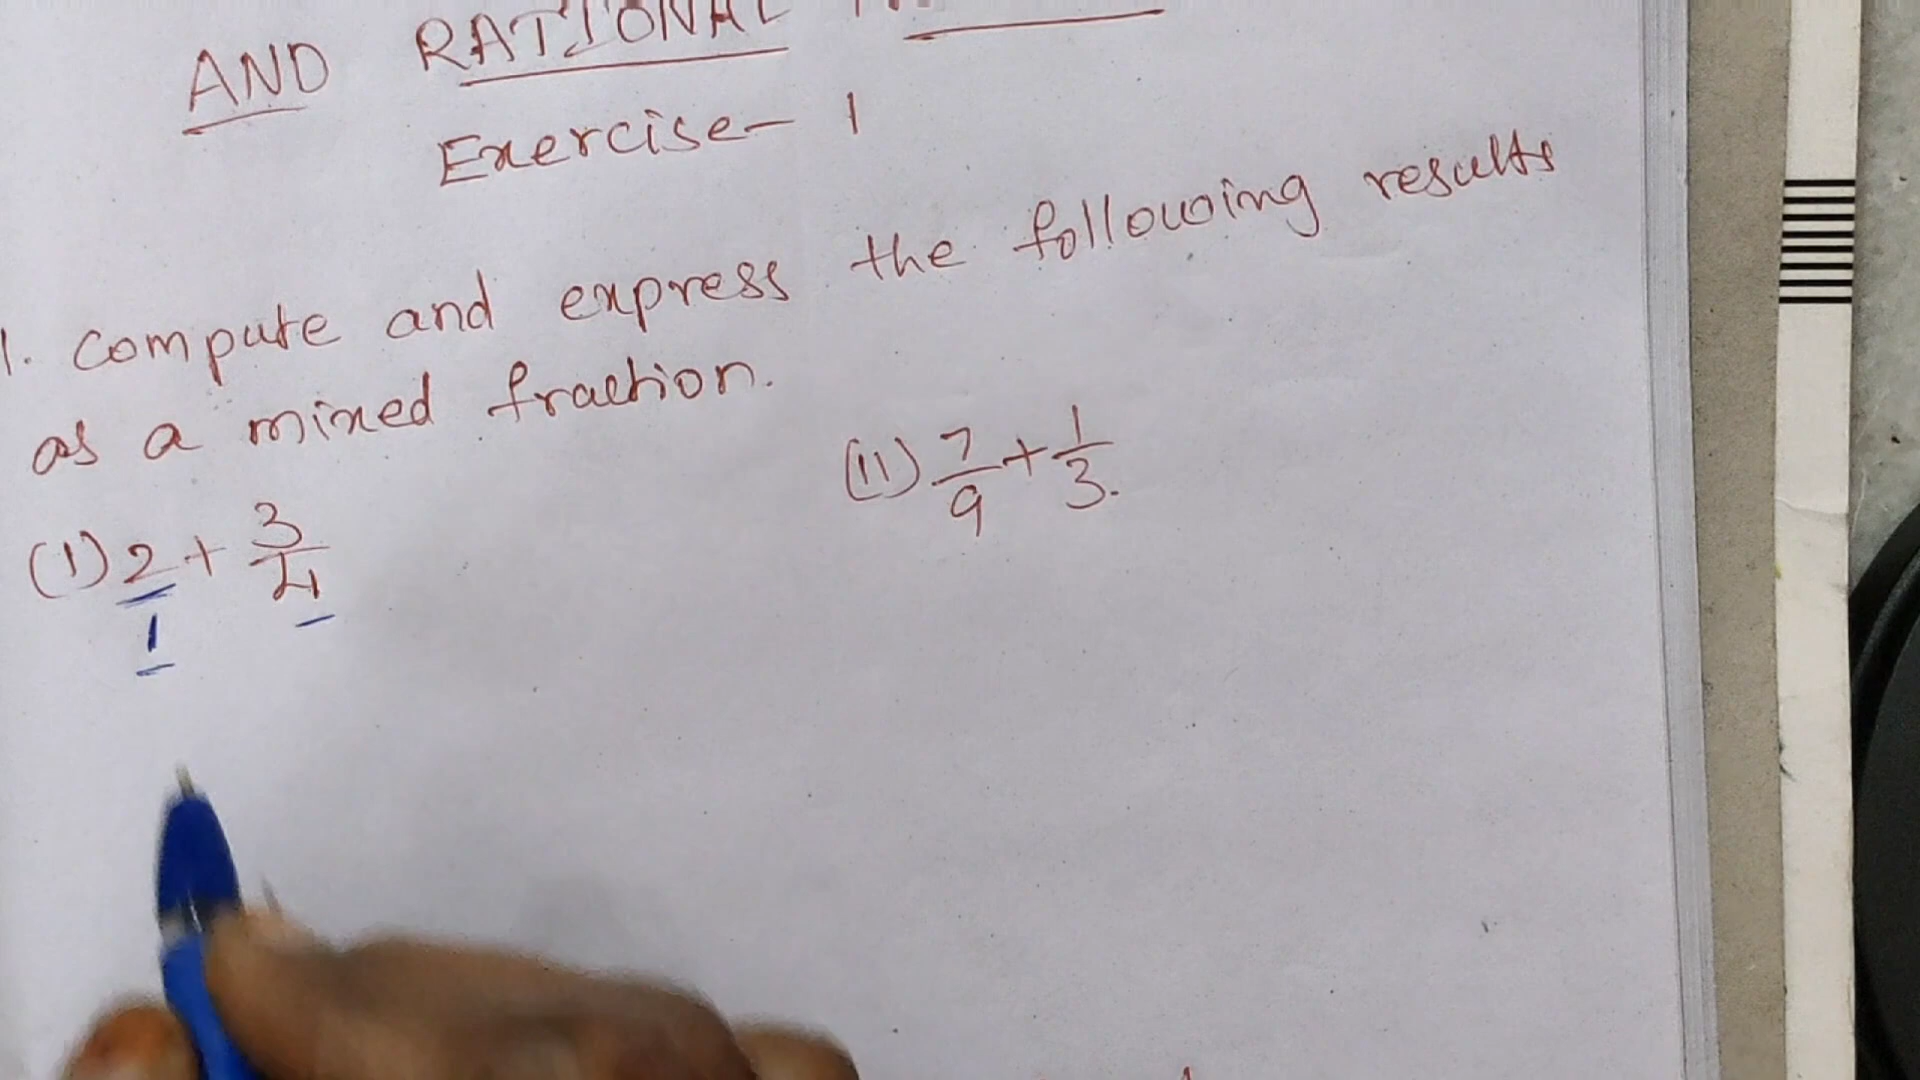 AND RATIONAL
Exercise- 1
1. Compute and express the following results
as a mixed fraction.
(I) 2/1 + 3/4
(II) 7/9 + 1/3.